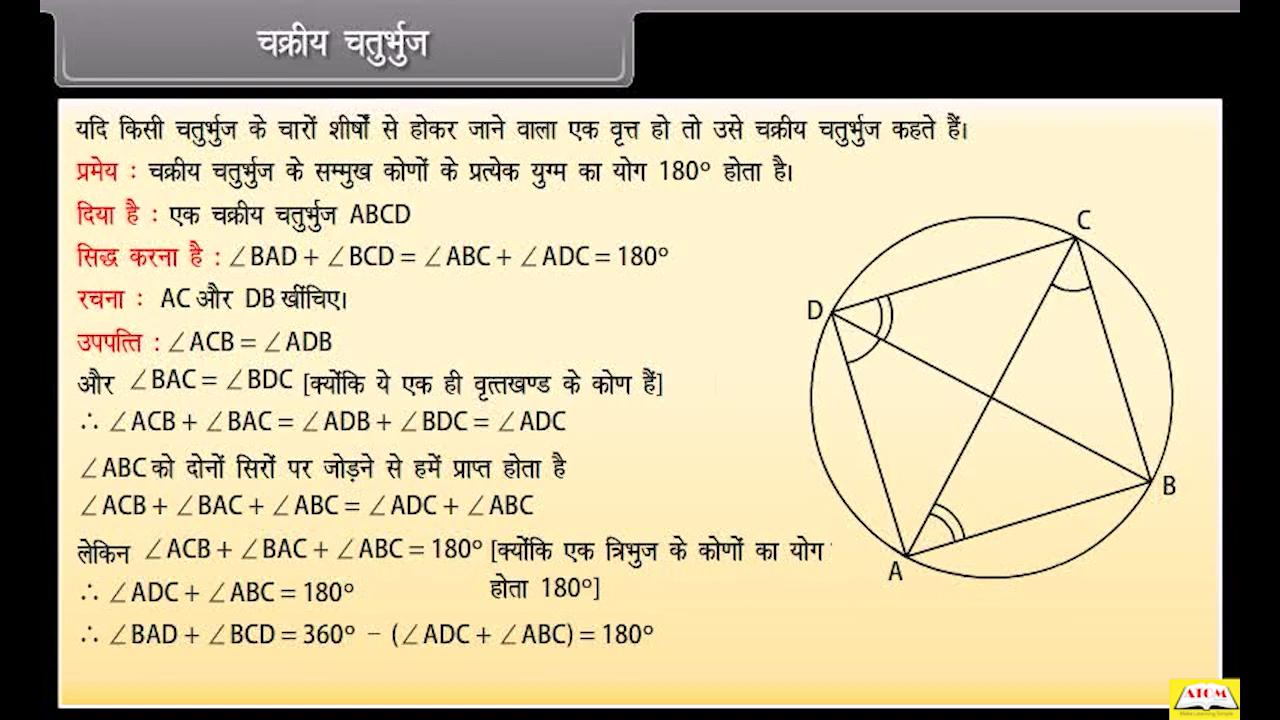 चक्रीय चतुर्भुज
यदि किसी चतुर्भुज के चारों शीर्षों से होकर जाने वाला एक वृत्त हो तो उसे चक्रीय चतुर्भुज कहते हैं।
प्रमेय : चक्रीय चतुर्भुज के सम्मुख कोणों के प्रत्येक युग्म का योग 180° होता है।
दिया है : एक चक्रीय चतुर्भुज ABCD
सिद्ध करना है : ∠BAD + ∠BCD = ∠ABC + ∠ADC = 180°
रचना : AC और DB खींचिए।
उपपत्ति : ∠ACB = ∠ADB
और ∠BAC = ∠BDC [क्योंकि ये एक ही वृत्तखण्ड के कोण हैं]
∴ ∠ACB + ∠BAC = ∠ADB + ∠BDC = ∠ADC
∠ABC को दोनों सिरों पर जोड़ने से हमें प्राप्त होता है
∠ACB + ∠BAC + ∠ABC = ∠ADC + ∠ABC
लेकिन ∠ACB + ∠BAC + ∠ABC = 180° [क्योंकि एक त्रिभुज के कोणों का योग
होता 180°]
∴ ∠ADC + ∠ABC = 180°
∴ ∠BAD + ∠BCD = 360° − (∠ADC + ∠ABC) = 180°
C
D
B
A
ATOM
Make Learning Simple